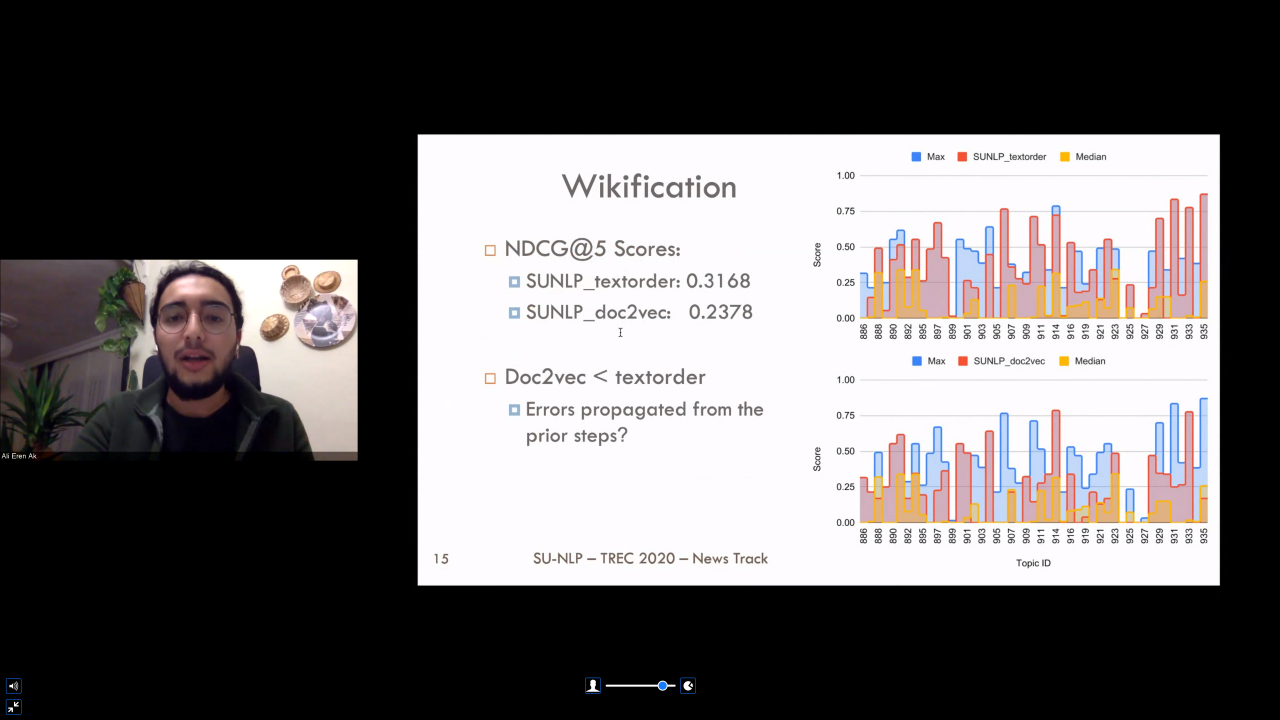 Ali Eren Ak
Wikification
NDCG@5 Scores:
SUNLP_textorder: 0.3168
SUNLP_doc2vec: 0.2378
Doc2vec < textorder
Errors propagated from the
prior steps?
15
SU-NLP – TREC 2020 – News Track
Max SUNLP_textorder Median
Score
1.00
0.75
0.50
0.25
0.00
886 888 890 892 895 897 899 901 903 905 907 909 911 914 916 919 921 923 925 927 929 931 933 935
Max SUNLP_doc2vec Median
Score
1.00
0.75
0.50
0.25
0.00
886 888 890 892 895 897 899 901 903 905 907 909 911 914 916 919 921 923 925 927 929 931 933 935
Topic ID